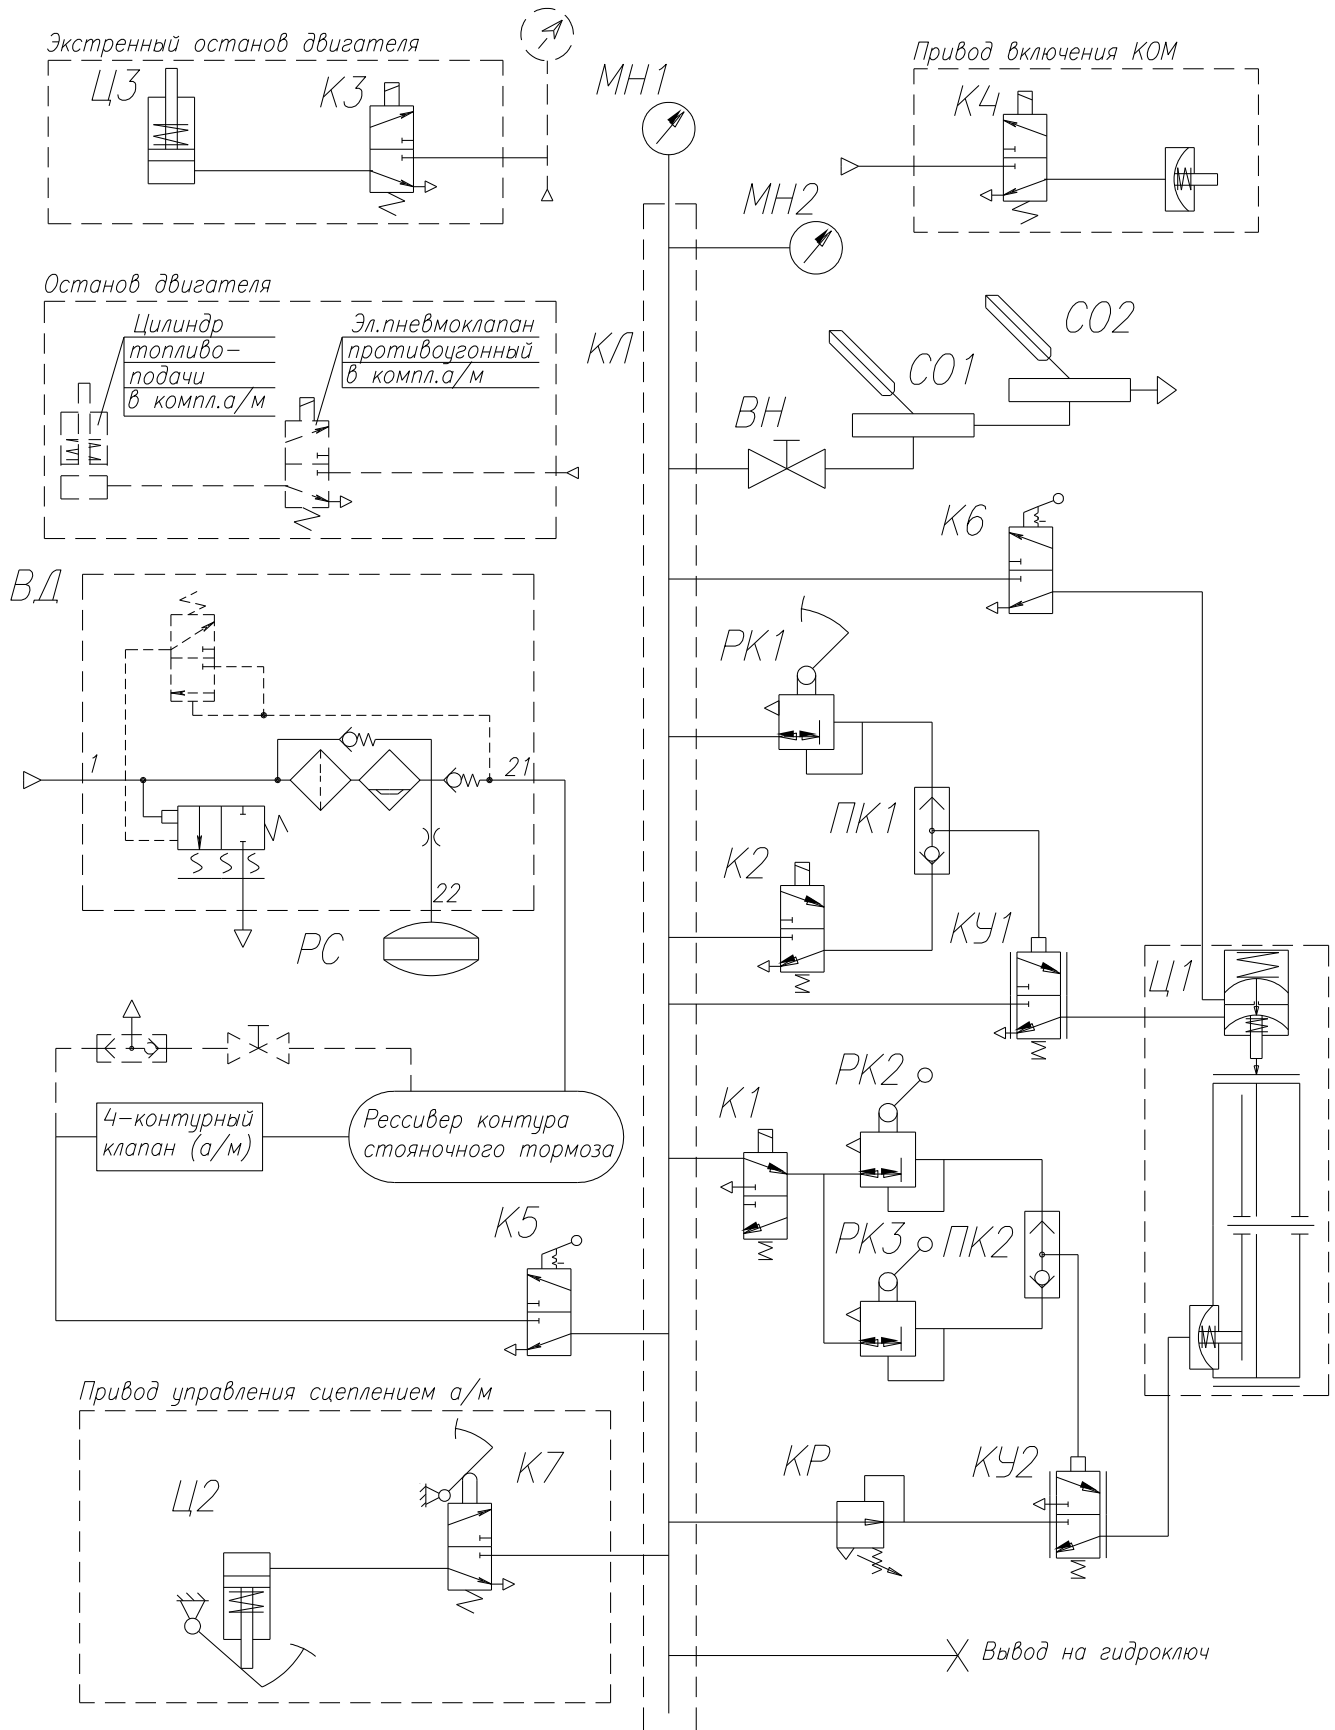 Экстренный останов двигателя
Ц3
К3
МН1
Привод включения КОМ
К4
МН2
Останов двигателя
Цилиндр
топливо-
подачи
в компл.а/м
Эл.пневмоклапан
противоугонный
в компл.а/м
КЛ
СО1
СО2
ВН
К6
ВД
РК1
1
21
22
ПК1
К2
РС
КУ1
Ц1
4-контурный
клапан (а/м)
Рессивер контура
стояночного тормоза
К1
РК2
РК3
ПК2
К5
Привод управления сцеплением а/м
Ц2
К7
КР
КУ2
Вывод на гидроключ